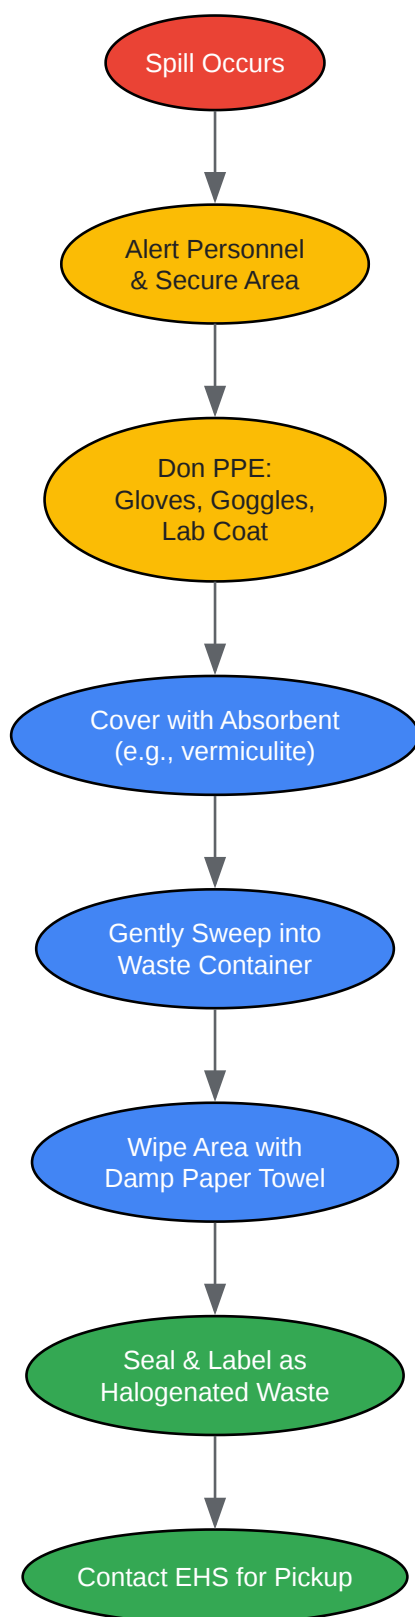 Spill Occurs
Alert Personnel
& Secure Area
Don PPE:
Gloves, Goggles,
Lab Coat
Cover with Absorbent
(e.g., vermiculite)
Gently Sweep into
Waste Container
Wipe Area with
Damp Paper Towel
Seal & Label as
Halogenated Waste
Contact EHS for Pickup